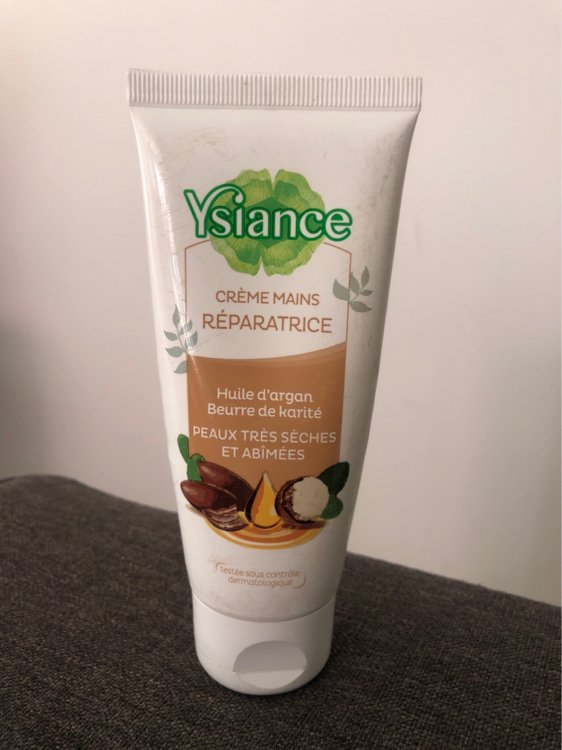 Ysiance
CRÈME MAINS
RÉPARATRICE
Huile d'argan
Beurre de karité
PEAUX TRÈS SÈCHES
ET ABÎMÉES
testée sous contrôle
dermatologique